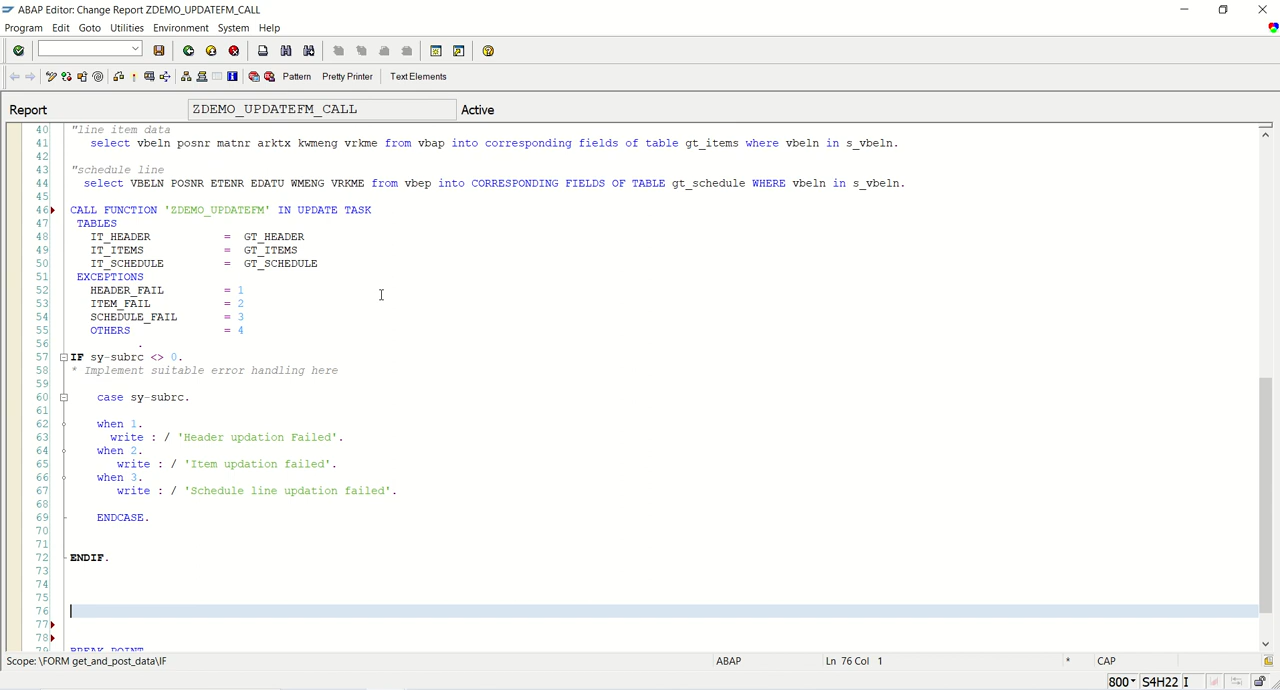 ABAP Editor: Change Report ZDEMO_UPDATEFM_CALL
Program Edit Goto Utilities Environment System Help
Pattern Pretty Printer Text Elements
Report ZDEMO_UPDATEFM_CALL Active
40 "line item data
41 select vbeln posnr matnr arktx kwmeng vrkme from vbap into corresponding fields of table gt_items where vbeln in s_vbeln.
42
43 "schedule line
44 select VBELN POSNR ETENR EDATU WMENG VRKME from vbep into CORRESPONDING FIELDS OF TABLE gt_schedule WHERE vbeln in s_vbeln.
45
46 CALL FUNCTION 'ZDEMO_UPDATEFM' IN UPDATE TASK
47 TABLES
48 IT_HEADER = GT_HEADER
49 IT_ITEMS = GT_ITEMS
50 IT_SCHEDULE = GT_SCHEDULE
51 EXCEPTIONS
52 HEADER_FAIL = 1
53 ITEM_FAIL = 2
54 SCHEDULE_FAIL = 3
55 OTHERS = 4
56 .
57 IF sy-subrc <> 0.
58 * Implement suitable error handling here
59
60 case sy-subrc.
61
62 when 1.
63 write : / 'Header updation Failed'.
64 when 2.
65 write : / 'Item updation failed'.
66 when 3.
67 write : / 'Schedule line updation failed'.
68
69 ENDCASE.
70
71
72 ENDIF.
73
74
75
76
77
78
79 BREAK-POINT
Scope: \FORM get_and_post_data\IF ABAP Ln 76 Col 1 * CAP
800 S4H22